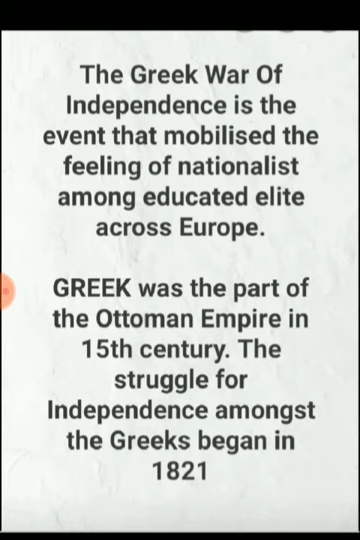 The Greek War Of
Independence is the
event that mobilised the
feeling of nationalist
among educated elite
across Europe.
GREEK was the part of
the Ottoman Empire in
15th century. The
struggle for
Independence amongst
the Greeks began in
1821